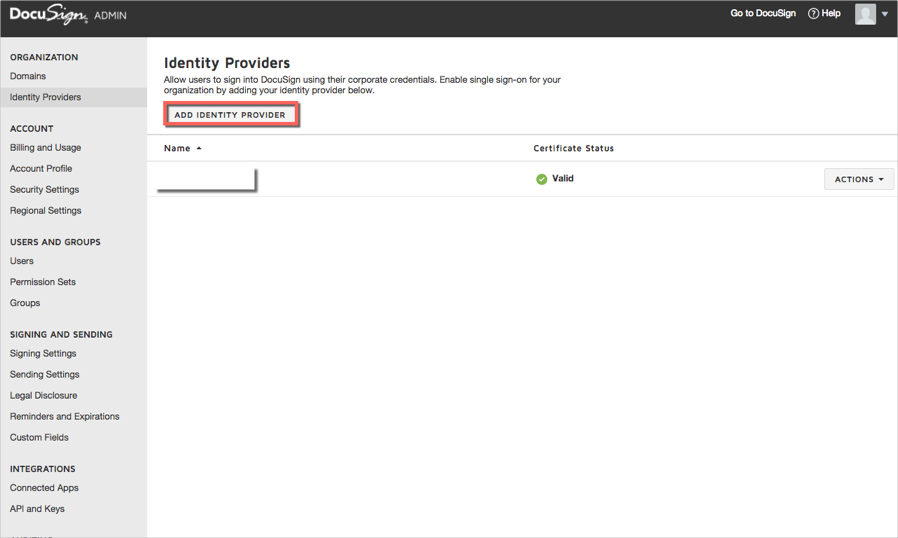 DocuSign ADMIN
Go to DocuSign
Help
ORGANIZATION
Domains
Identity Providers
ACCOUNT
Billing and Usage
Account Profile
Security Settings
Regional Settings
USERS AND GROUPS
Users
Permission Sets
Groups
SIGNING AND SENDING
Signing Settings
Sending Settings
Legal Disclosure
Reminders and Expirations
Custom Fields
INTEGRATIONS
Connected Apps
API and Keys
Identity Providers
Allow users to sign into DocuSign using their corporate credentials. Enable single sign-on for your
organization by adding your identity provider below.
ADD IDENTITY PROVIDER
Name
Certificate Status
Valid
ACTIONS